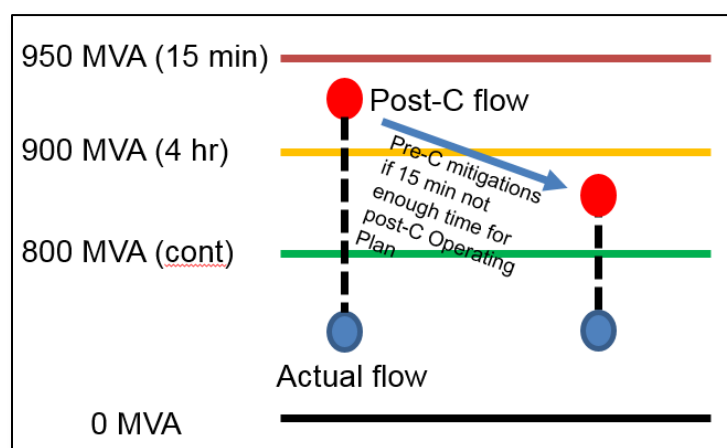 950 MVA (15 min)
Post-C flow
900 MVA (4 hr)
Pre-C mitigations
if 15 min not
enough time for
post-C Operating
Plan
800 MVA (cont)
Actual flow
0 MVA